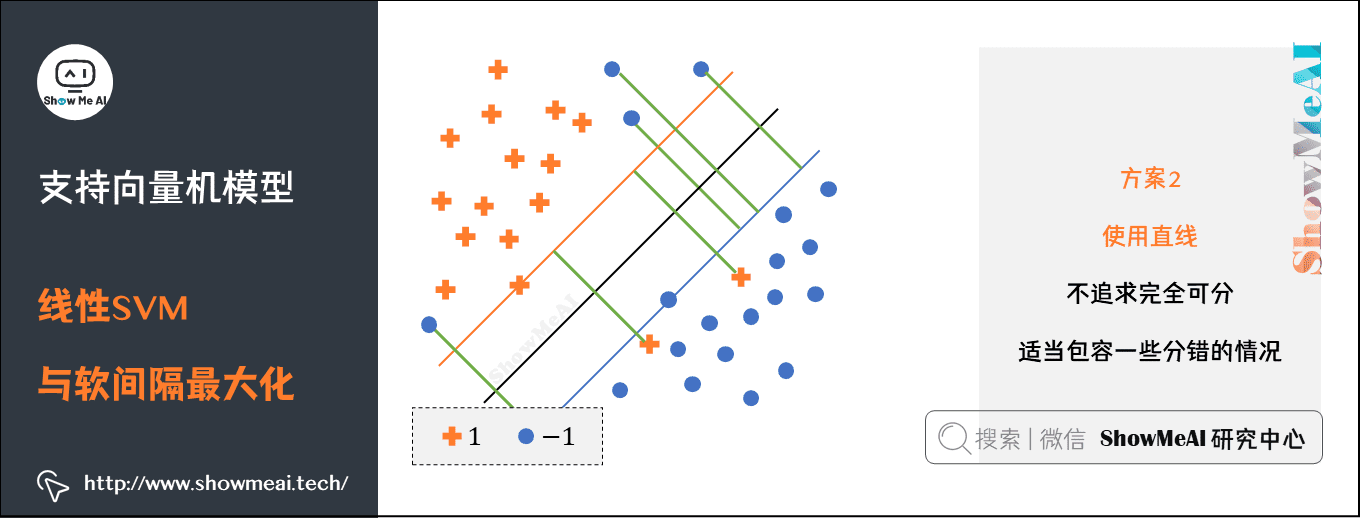 Show Me AI
支持向量机模型
线性SVM
与软间隔最大化
http://www.showmeai.tech/
ShowMeAI
1
−1
ShowMeAI
方案2
使用直线
不追求完全可分
适当包容一些分错的情况
搜索 | 微信 ShowMeAI 研究中心